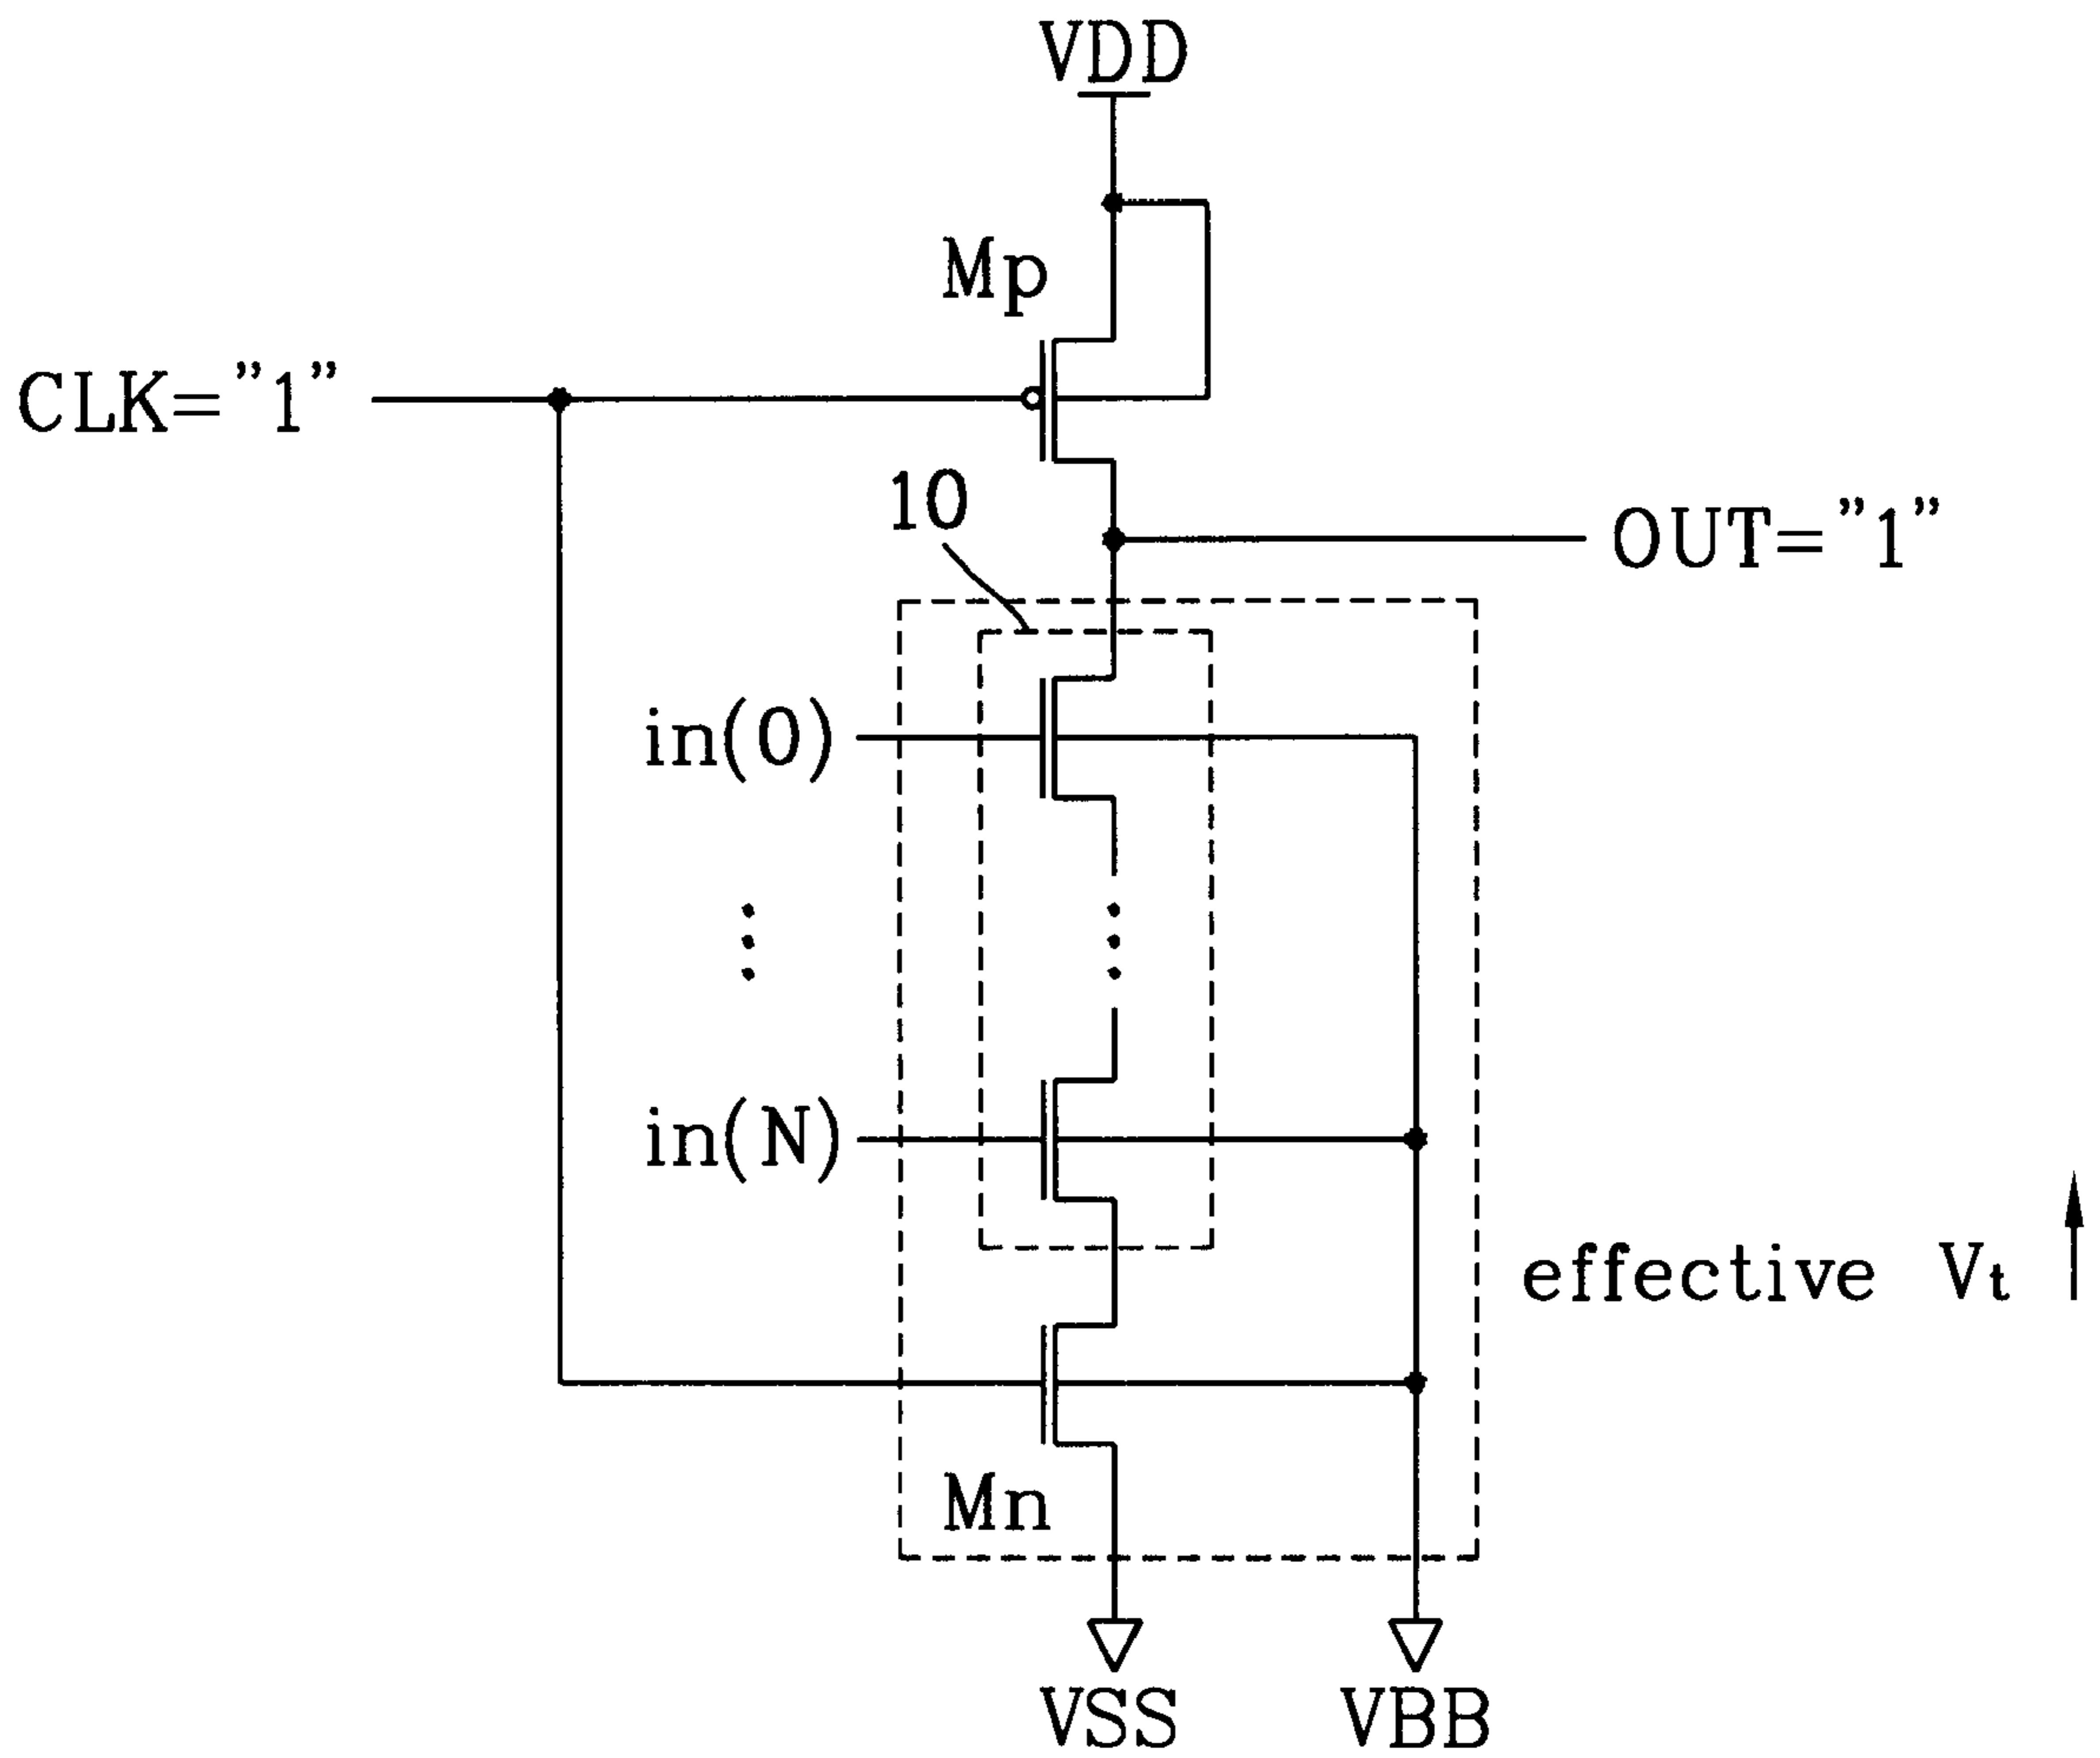 VDD
Mp
CLK="1"
10
OUT="1"
in(0)
in(N)
effective Vt
Mn
VSS
VBB